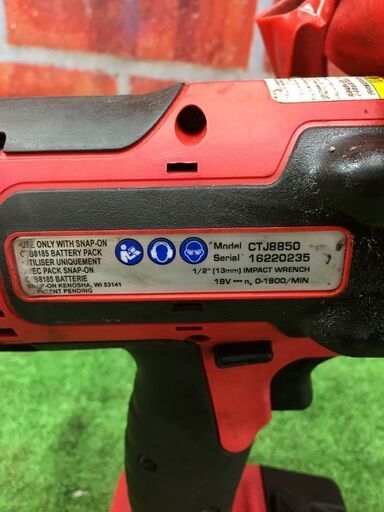 USE ONLY WITH SNAP-ON
CTB8185 BATTERY PACK
UTILISER UNIQUEMENT
AVEC PACK SNAP-ON
CTB8185 BATTERIE
SNAP-ON KENOSHA, WI 53141
PATENT PENDING
Model CTJ8850
Serial 16220235
1/2" (13mm) IMPACT WRENCH
18V ⎓ n₀ 0-1900/MIN.